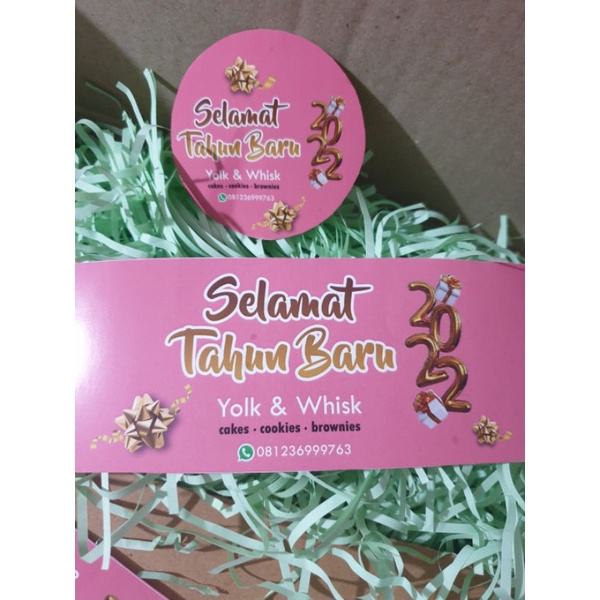 Selamat
Tahun Baru
2022
Yolk & Whisk
cakes · cookies · brownies
081236999763
Selamat
Tahun Baru
2022
Yolk & Whisk
cakes · cookies · brownies
081236999763